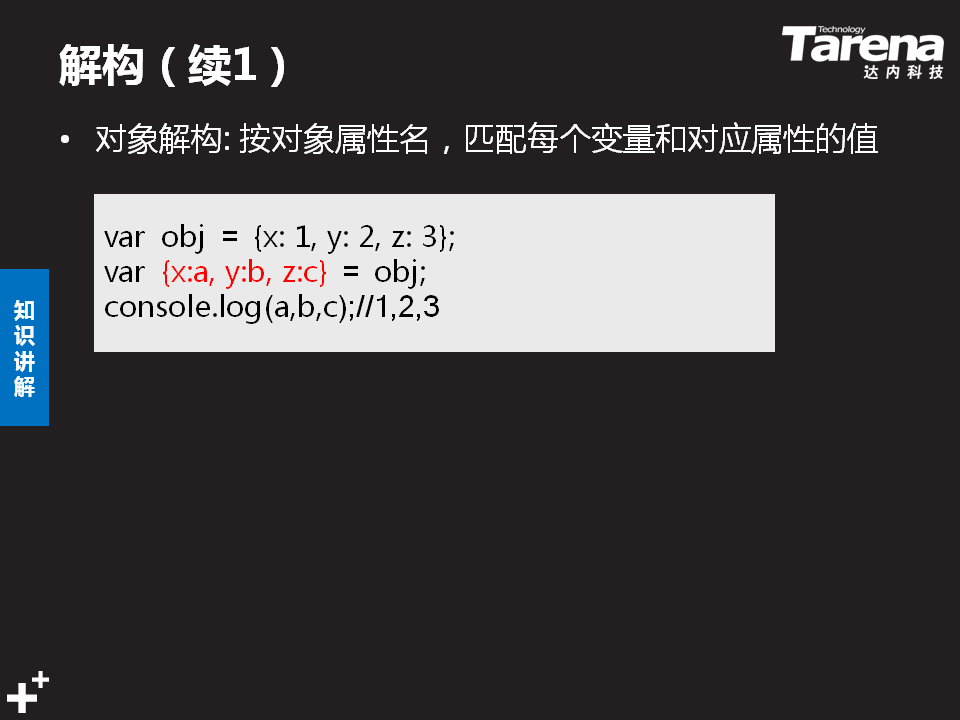 解构（续1）
Technology
Tarena
达内科技
• 对象解构: 按对象属性名，匹配每个变量和对应属性的值
var obj = {x: 1, y: 2, z: 3};
var {x:a, y:b, z:c} = obj;
console.log(a,b,c);//1,2,3
知识讲解